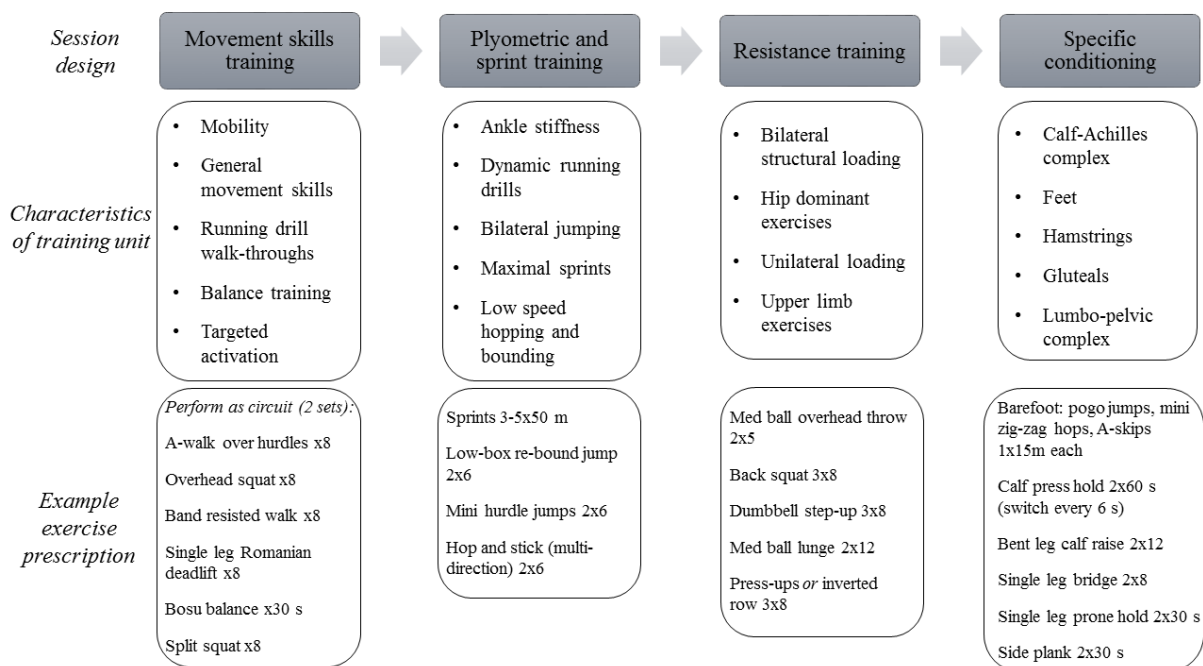 Session
design
Movement skills
training
Plyometric and
sprint training
Resistance training
Specific
conditioning
Characteristics
of training unit
• Mobility
• General
movement skills
• Running drill
walk-throughs
• Balance training
• Targeted
activation
• Ankle stiffness
• Dynamic running
drills
• Bilateral jumping
• Maximal sprints
• Low speed
hopping and
bounding
• Bilateral
structural loading
• Hip dominant
exercises
• Unilateral loading
• Upper limb
exercises
• Calf-Achilles
complex
• Feet
• Hamstrings
• Gluteals
• Lumbo-pelvic
complex
Example
exercise
prescription
Perform as circuit (2 sets):
A-walk over hurdles x8
Overhead squat x8
Band resisted walk x8
Single leg Romanian
deadlift x8
Bosu balance x30 s
Split squat x8
Sprints 3-5x50 m
Low-box re-bound jump
2x6
Mini hurdle jumps 2x6
Hop and stick (multi-
direction) 2x6
Med ball overhead throw
2x5
Back squat 3x8
Dumbbell step-up 3x8
Med ball lunge 2x12
Press-ups or inverted
row 3x8
Barefoot: pogo jumps, mini
zig-zag hops, A-skips
1x15m each
Calf press hold 2x60 s
(switch every 6 s)
Bent leg calf raise 2x12
Single leg bridge 2x8
Single leg prone hold 2x30 s
Side plank 2x30 s